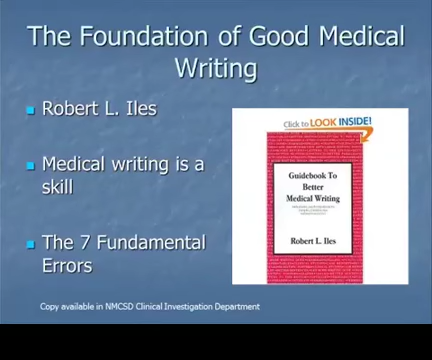 The Foundation of Good Medical
Writing
Robert L. Iles
Medical writing is a
skill
The 7 Fundamental
Errors
Click to LOOK INSIDE!
Guidebook To
Better
Medical Writing
Robert L. Iles
Copy available in NMCSD Clinical Investigation Department